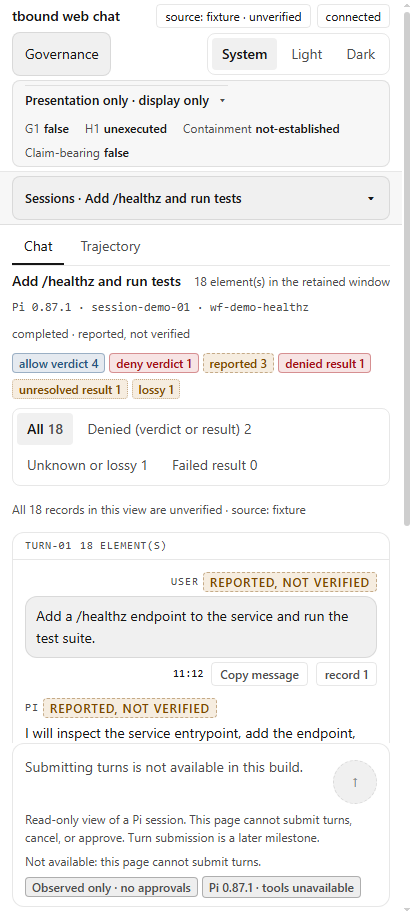 tbound web chat
source: fixture · unverified
connected
Governance
System
Light
Dark
Presentation only · display only
G1 false H1 unexecuted Containment not-established
Claim-bearing false
Sessions · Add /healthz and run tests
Chat
Trajectory
Add /healthz and run tests 18 element(s) in the retained window
Pi 0.87.1 · session-demo-01 · wf-demo-healthz
completed · reported, not verified
allow verdict 4
deny verdict 1
reported 3
denied result 1
unresolved result 1
lossy 1
All 18
Denied (verdict or result) 2
Unknown or lossy 1
Failed result 0
All 18 records in this view are unverified · source: fixture
TURN-01 18 ELEMENT(S)
USER REPORTED, NOT VERIFIED
Add a /healthz endpoint to the service and run the
test suite.
11:12
Copy message
record 1
PI REPORTED, NOT VERIFIED
I will inspect the service entrypoint, add the endpoint,
Submitting turns is not available in this build.
↑
Read-only view of a Pi session. This page cannot submit turns,
cancel, or approve. Turn submission is a later milestone.
Not available: this page cannot submit turns.
Observed only · no approvals
Pi 0.87.1 · tools unavailable